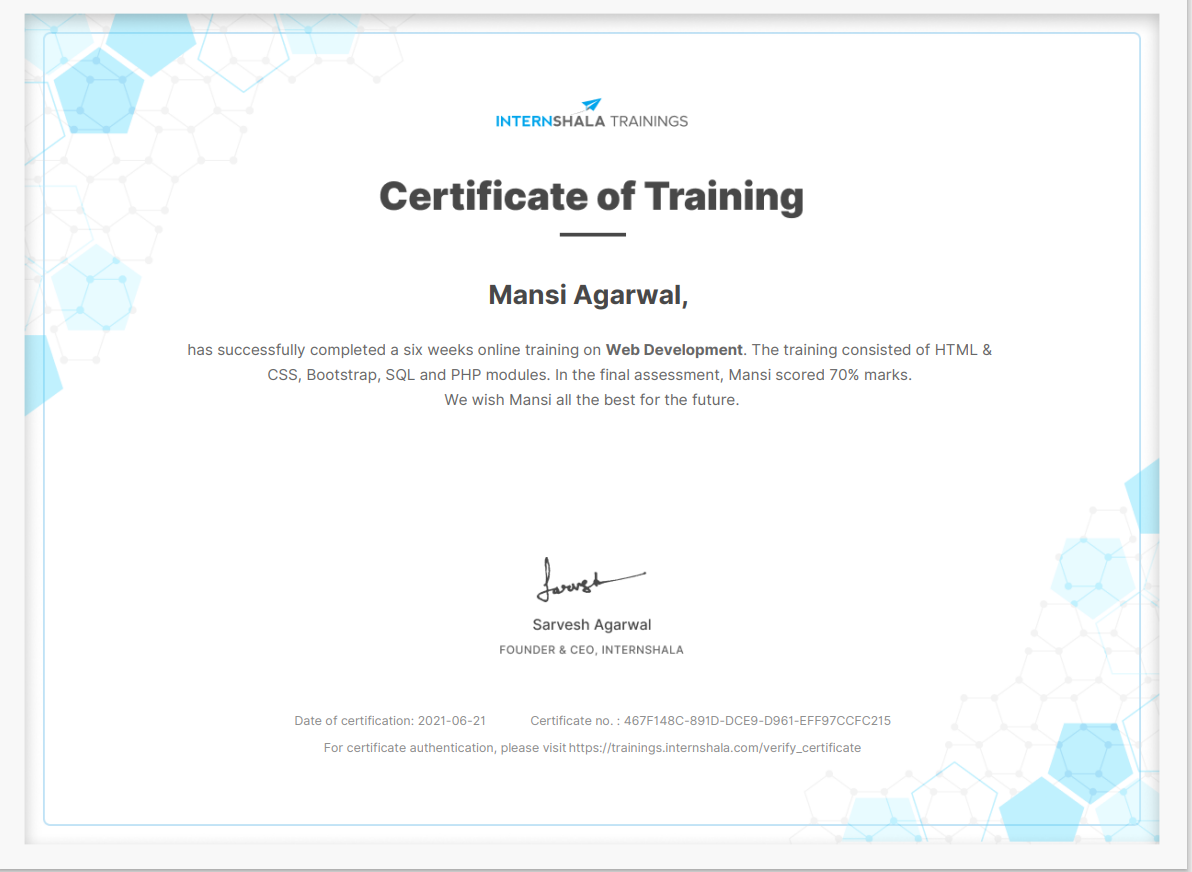 INTERNSHALA TRAININGS
Certificate of Training
Mansi Agarwal,
has successfully completed a six weeks online training on Web Development. The training consisted of HTML &
CSS, Bootstrap, SQL and PHP modules. In the final assessment, Mansi scored 70% marks.
We wish Mansi all the best for the future.
Sarvesh
Sarvesh Agarwal
FOUNDER & CEO, INTERNSHALA
Date of certification: 2021-06-21 Certificate no. : 467F148C-891D-DCE9-D961-EFF97CCFC215
For certificate authentication, please visit https://trainings.internshala.com/verify_certificate